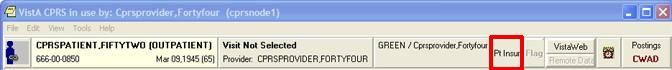 VistA CPRS in use by: Cprsprovider,Fortyfour (cprsnode1)
File Edit View Tools Help
CPRSPATIENT,FIFTYTWO (OUTPATIENT)
666-00-0850 Mar 09,1945 (65)
Visit Not Selected
Provider: CPRSPROVIDER,FORTYFOUR
GREEN / Cprsprovider,Fortyfour
Pt Insur
Flag
VistaWeb
Remote Data
Postings
CWAD